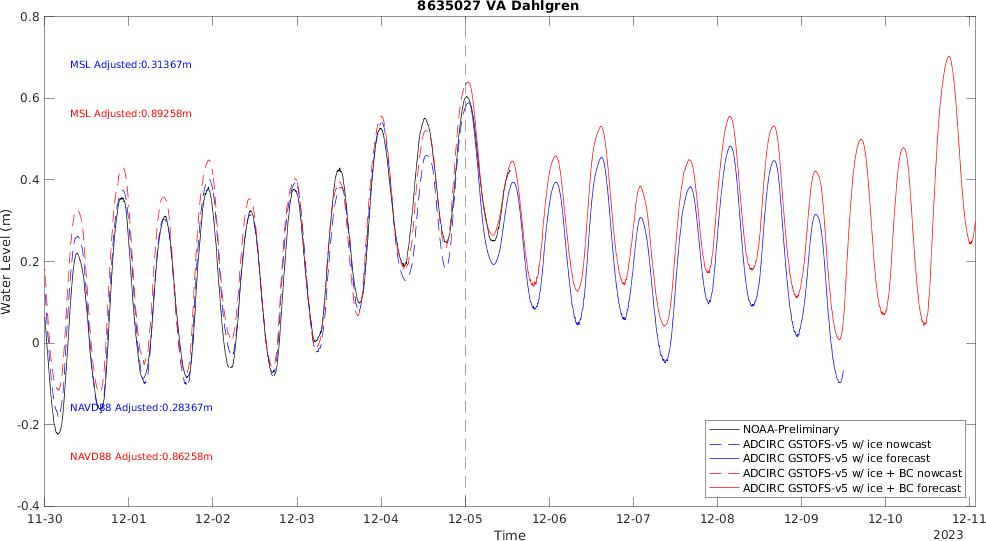 8635027 VA Dahlgren
0.8
0.6
0.4
0.2
0
-0.2
-0.4
Water Level (m)
MSL Adjusted:0.31367m
MSL Adjusted:0.89258m
NAVD88 Adjusted:0.28367m
NAVD88 Adjusted:0.86258m
NOAA-Preliminary
ADCIRC GSTOFS-v5 w/ ice nowcast
ADCIRC GSTOFS-v5 w/ ice forecast
ADCIRC GSTOFS-v5 w/ ice + BC nowcast
ADCIRC GSTOFS-v5 w/ ice + BC forecast
11-30 12-01 12-02 12-03 12-04 12-05 12-06 12-07 12-08 12-09 12-10 12-11
Time
2023